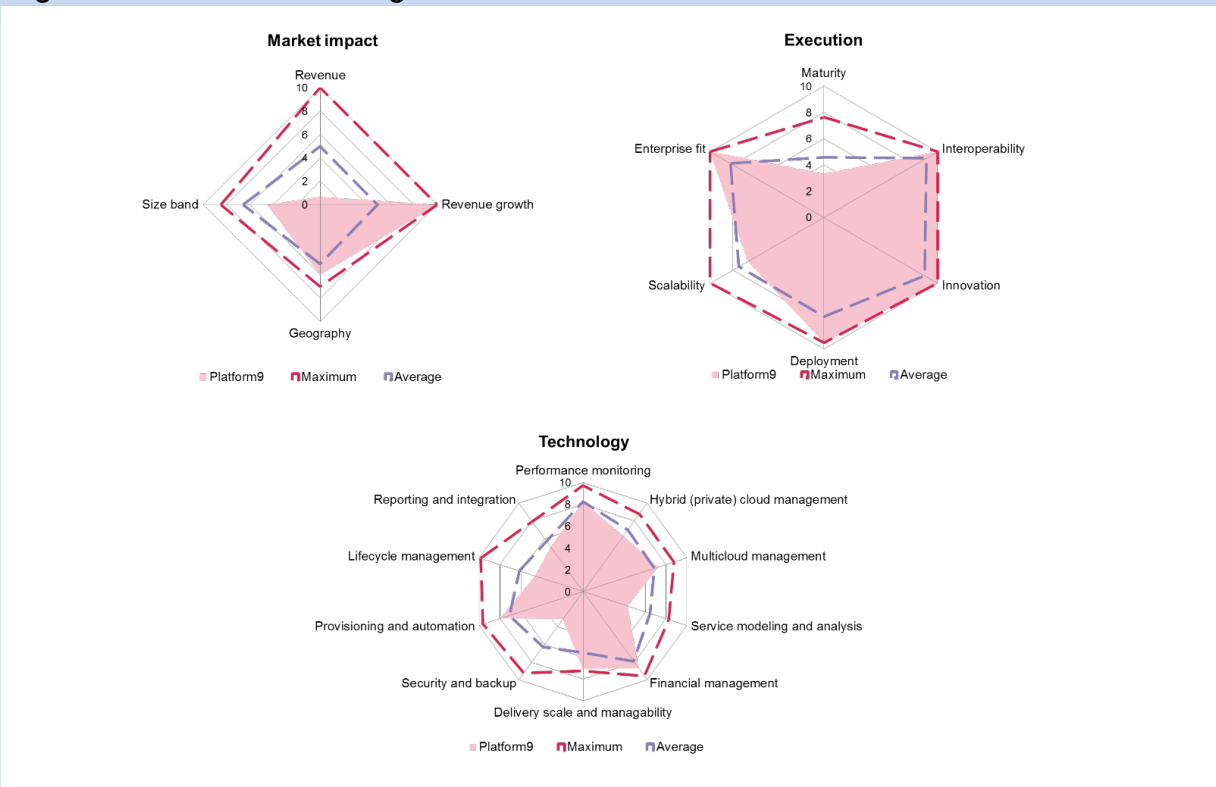 Market impact
Revenue
10
8
6
4
2
0
Size band
Revenue growth
Geography
Platform9 Maximum Average
Execution
Maturity
10
8
6
4
2
0
Enterprise fit
Interoperability
Scalability
Innovation
Deployment
Platform9 Maximum Average
Technology
Performance monitoring
10
8
6
4
2
0
Reporting and integration
Hybrid (private) cloud management
Lifecycle management
Multicloud management
Provisioning and automation
Service modeling and analysis
Security and backup
Financial management
Delivery scale and managability
Platform9 Maximum Average